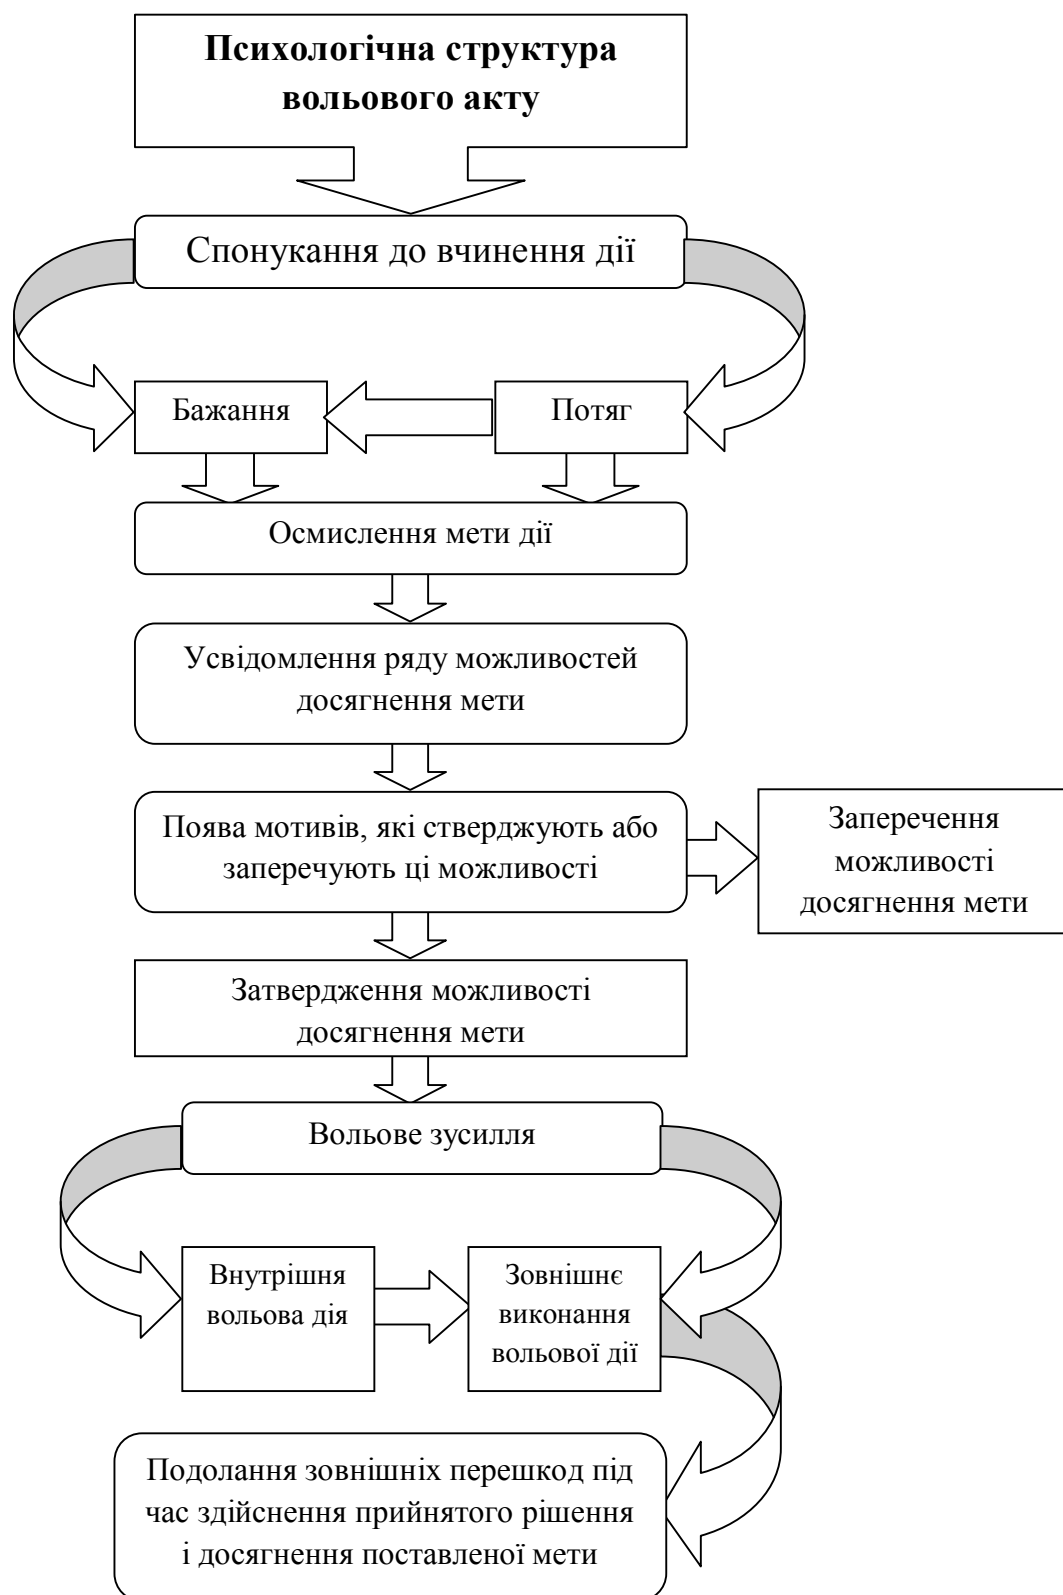 Психологічна структура
вольового акту
Спонукання до вчинення дії
Бажання
Потяг
Осмислення мети дії
Усвідомлення ряду можливостей
досягнення мети
Поява мотивів, які стверджують або
заперечують ці можливості
Заперечення
можливості
досягнення мети
Затвердження можливості
досягнення мети
Вольове зусилля
Внутрішня
вольова дія
Зовнішнє
виконання
вольової дії
Подолання зовнішніх перешкод під
час здійснення прийнятого рішення
і досягнення поставленої мети